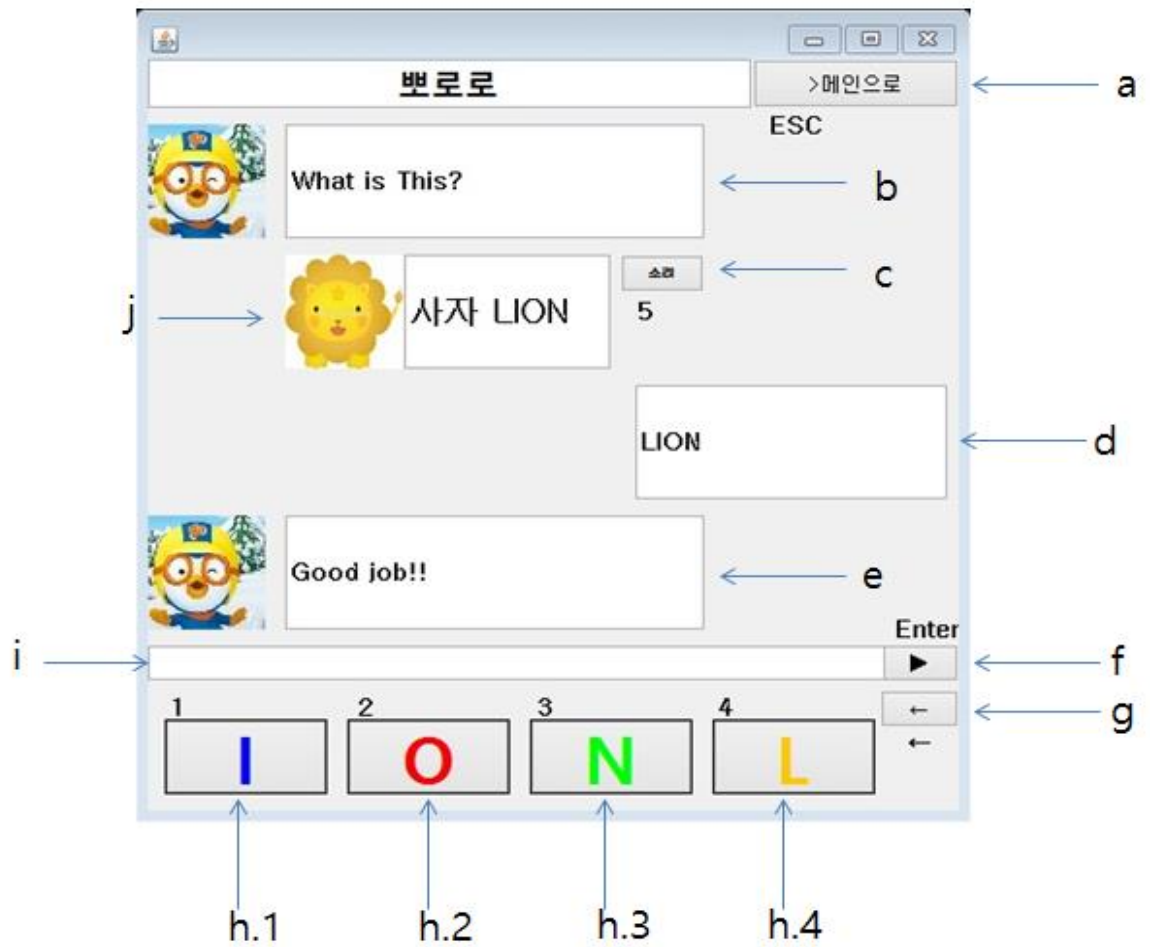 뽀로로
>메인으로
a
ESC
What is This?
b
소리
c
j
사자 LION
5
LION
d
Good job!!
e
Enter
i
▶
f
1 2 3 4
←
g
←
I O N L
h.1 h.2 h.3 h.4